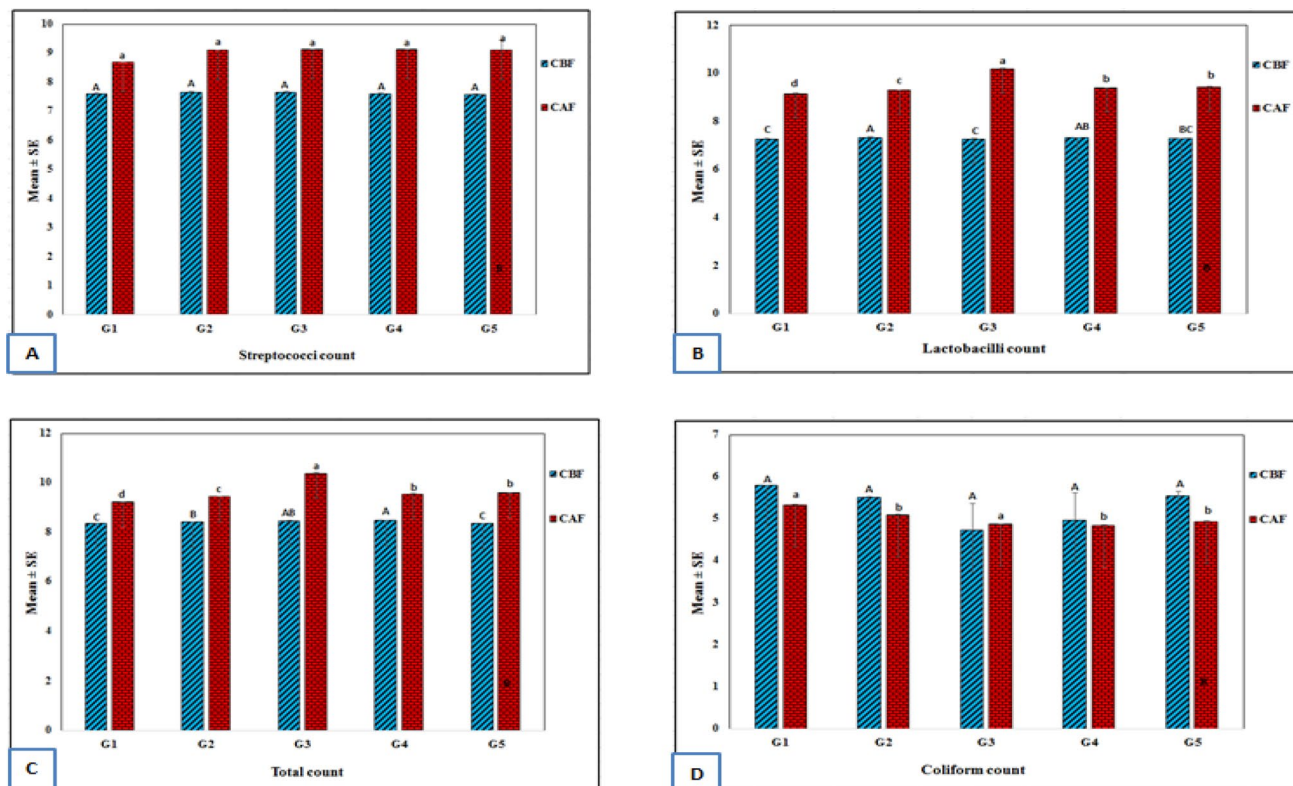 10
9
8
7
6
5
4
3
2
1
0
Mean ± SE
A a A a A a A a A a
G1 G2 G3 G4 G5
Streptococci count
CBF
CAF
A
12
10
8
6
4
2
0
Mean ± SE
C d A c C a AB b BC b
G1 G2 G3 G4 G5
Lactobacilli count
CBF
CAF
B
12
10
8
6
4
2
0
Mean ± SE
C d B c AB a A b C b
G1 G2 G3 G4 G5
Total count
CBF
CAF
C
7
6
5
4
3
2
1
0
Mean ± SE
A a A b A a A b A b
G1 G2 G3 G4 G5
Coliform count
CBF
CAF
D